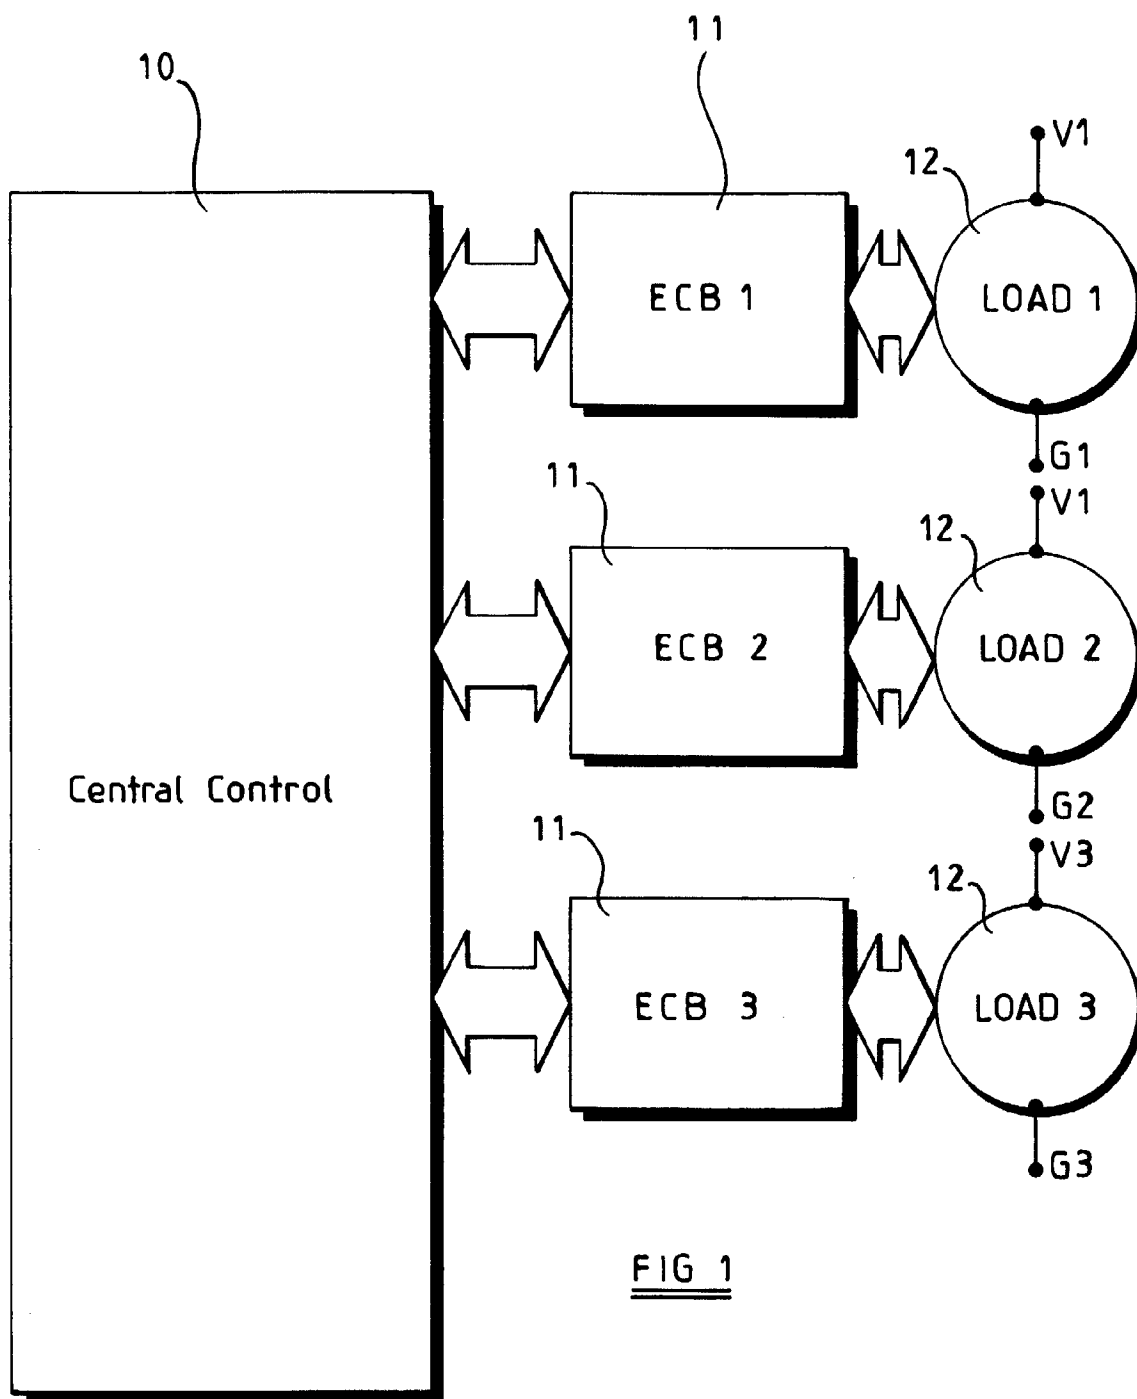 11
10
V1
12
ECB 1
LOAD 1
G1
V1
11
12
ECB 2
LOAD 2
Central Control
G2
V3
11
12
ECB 3
LOAD 3
G3
FIG 1